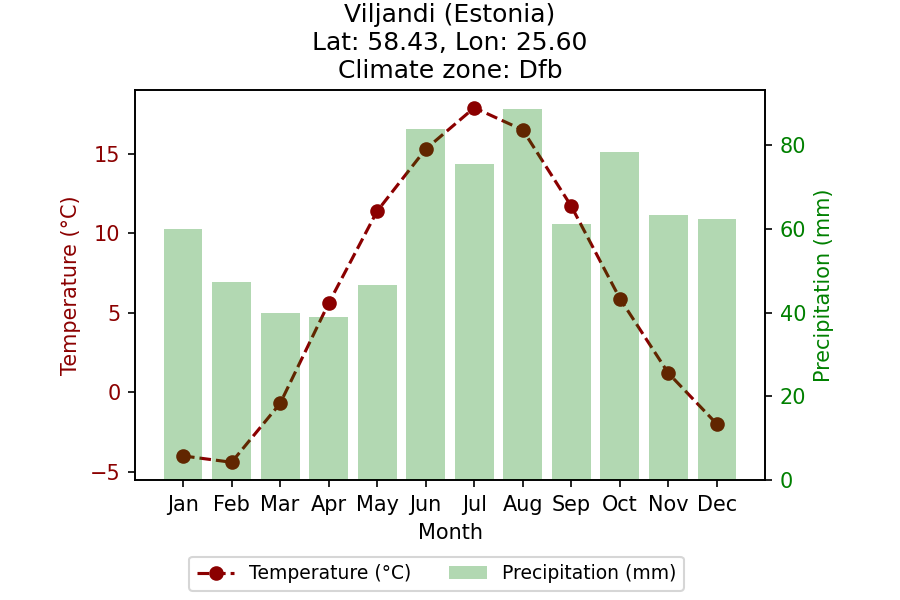 Viljandi (Estonia)
Lat: 58.43, Lon: 25.60
Climate zone: Dfb
Temperature (°C)
15
10
5
0
−5
80
60
40
20
0
Precipitation (mm)
Jan Feb Mar Apr May Jun Jul Aug Sep Oct Nov Dec
Month
Temperature (°C) Precipitation (mm)